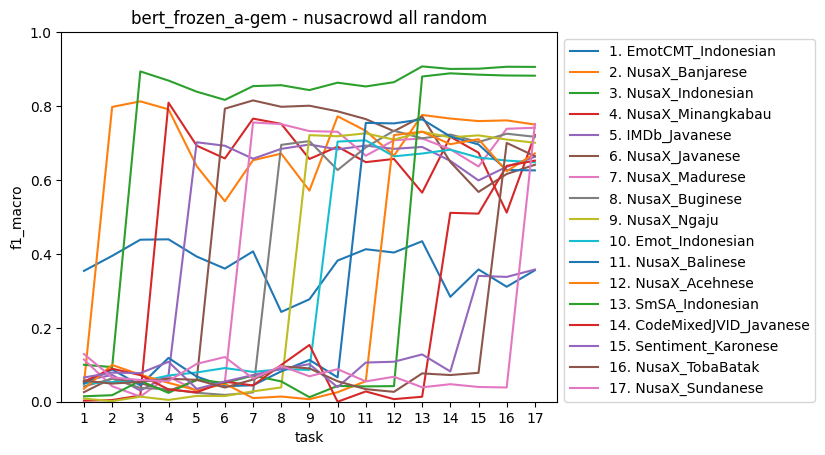 bert_frozen_a-gem - nusacrowd all random
1.0
0.8
0.6
0.4
0.2
0.0
f1_macro
1 2 3 4 5 6 7 8 9 10 11 12 13 14 15 16 17
task
1. EmotCMT_Indonesian
2. NusaX_Banjarese
3. NusaX_Indonesian
4. NusaX_Minangkabau
5. IMDb_Javanese
6. NusaX_Javanese
7. NusaX_Madurese
8. NusaX_Buginese
9. NusaX_Ngaju
10. Emot_Indonesian
11. NusaX_Balinese
12. NusaX_Acehnese
13. SmSA_Indonesian
14. CodeMixedJVID_Javanese
15. Sentiment_Karonese
16. NusaX_TobaBatak
17. NusaX_Sundanese